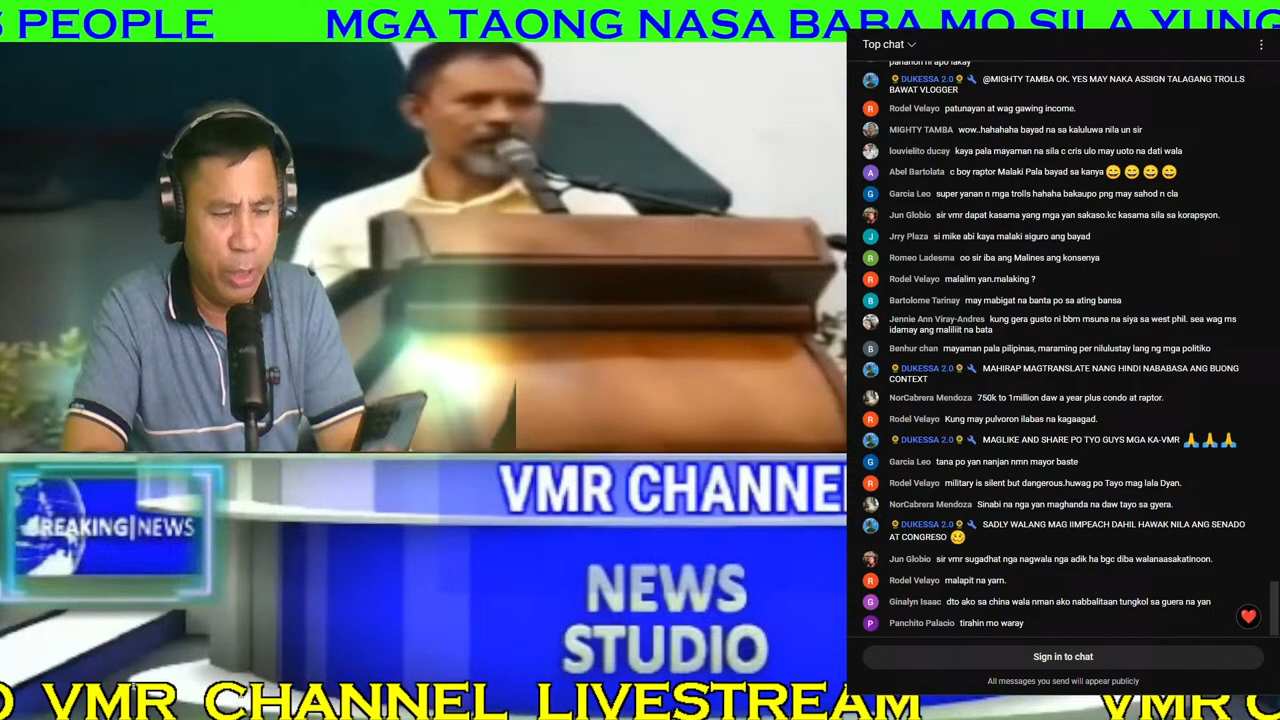 S PEOPLE MGA TAONG NASA BABA MO SILA YUNG
Top chat
pananon ni apo lakay
DUKESSA 2.0 @MIGHTY TAMBA OK. YES MAY NAKA ASSIGN TALAGANG TROLLS
BAWAT VLOGGER
R Rodel Velayo patunayan at wag gawing income.
MIGHTY TAMBA wow..hahahaha bayad na sa kaluluwa nila un sir
louvielito ducay kaya pala mayaman na sila c cris ulo may uoto na dati wala
A Abel Bartolata c boy raptor Malaki Pala bayad sa kanya 😄 😄 😄 😄
G Garcia Leo super yanan n mga trolls hahaha bakaupo png may sahod n cla
Jun Globio sir vmr dapat kasama yang mga yan sakaso.kc kasama sila sa korapsyon.
J Jrry Plaza si mike abi kaya malaki siguro ang bayad
R Romeo Ladesma oo sir iba ang Malines ang konsenya
R Rodel Velayo malalim yan.malaking ?
B Bartolome Tarinay may mabigat na banta po sa ating bansa
Jennie Ann Viray-Andres kung gera gusto ni bbm msuna na siya sa west phil. sea wag ms
idamay ang maliliit na bata
B Benhur chan mayaman pala pilipinas, maraming per nilulustay lang ng mga politiko
DUKESSA 2.0 MAHIRAP MAGTRANSLATE NANG HINDI NABABASA ANG BUONG
CONTEXT
NorCabrera Mendoza 750k to 1million daw a year plus condo at raptor.
R Rodel Velayo Kung may pulvoron ilabas na kagaagad.
DUKESSA 2.0 MAGLIKE AND SHARE PO TYO GUYS MGA KA-VMR 🙏 🙏 🙏
G Garcia Leo tana po yan nanjan nmn mayor baste
R Rodel Velayo military is silent but dangerous.huwag po Tayo mag lala Dyan.
NorCabrera Mendoza Sinabi na nga yan maghanda na daw tayo sa gyera.
DUKESSA 2.0 SADLY WALANG MAG IIMPEACH DAHIL HAWAK NILA ANG SENADO
AT CONGRESO 🥲
Jun Globio sir vmr sugadhat nga nagwala nga adik ha bgc diba walanaasakatinoon.
R Rodel Velayo malapit na yarn.
G Ginalyn Isaac dto ako sa china wala nman ako nabbalitaan tungkol sa guera na yan
P Panchito Palacio tirahin mo waray
Sign in to chat
All messages you send will appear publicly
VMR CHANNE
BREAKING|NEWS
NEWS
STUDIO
O VMR CHANNEL LIVESTREAM VMR C